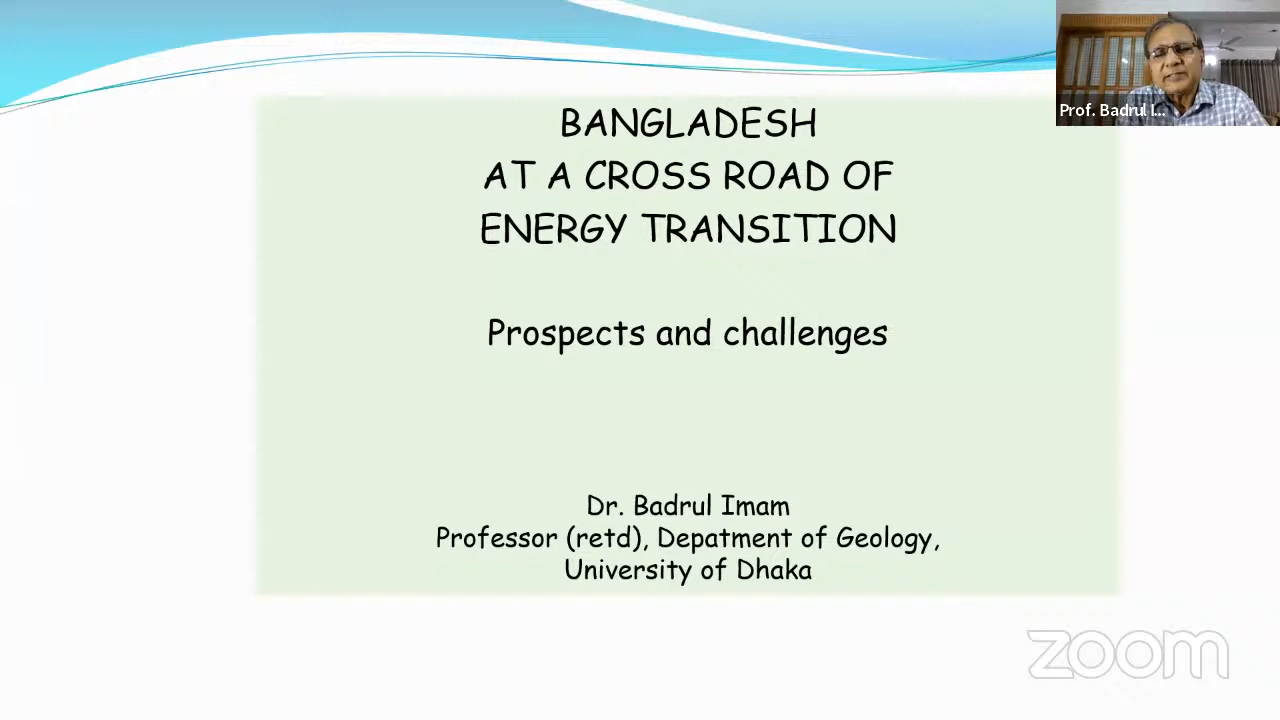 Prof. Badrul I...
BANGLADESH
AT A CROSS ROAD OF
ENERGY TRANSITION
Prospects and challenges
Dr. Badrul Imam
Professor (retd), Depatment of Geology,
University of Dhaka
zoom